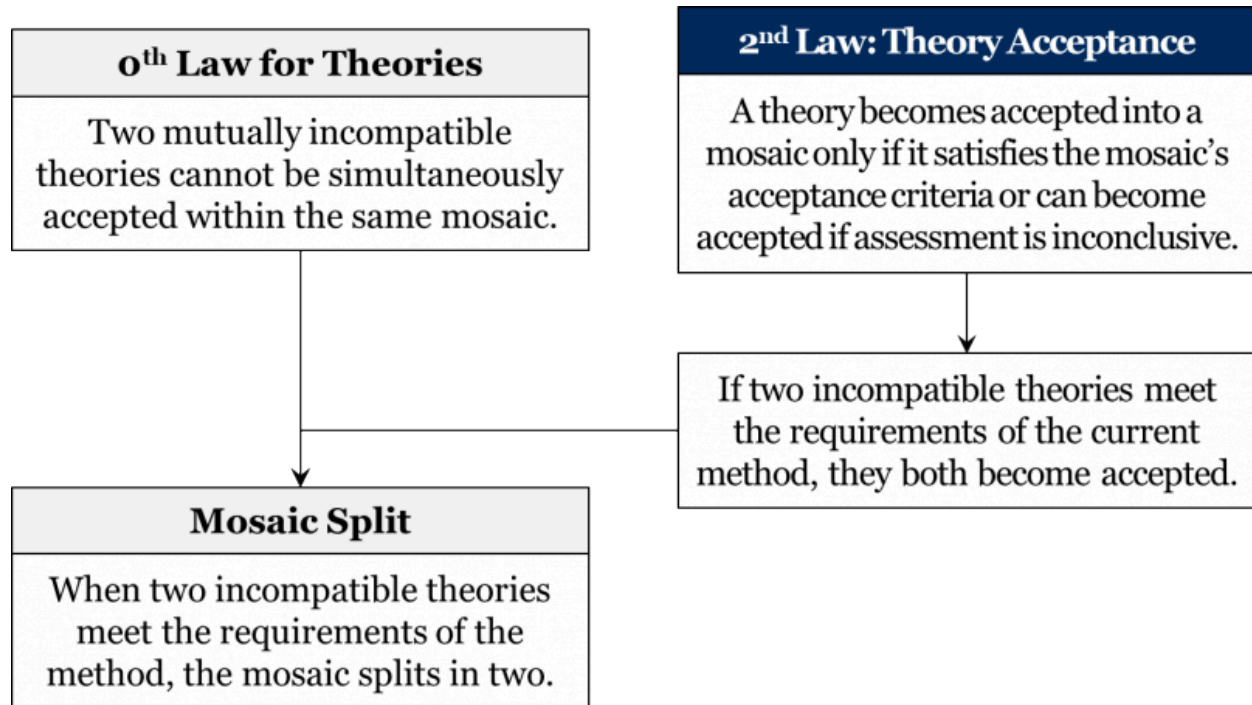 0th Law for Theories
Two mutually incompatible
theories cannot be simultaneously
accepted within the same mosaic.
2nd Law: Theory Acceptance
A theory becomes accepted into a
mosaic only if it satisfies the mosaic's
acceptance criteria or can become
accepted if assessment is inconclusive.
If two incompatible theories meet
the requirements of the current
method, they both become accepted.
Mosaic Split
When two incompatible theories
meet the requirements of the
method, the mosaic splits in two.